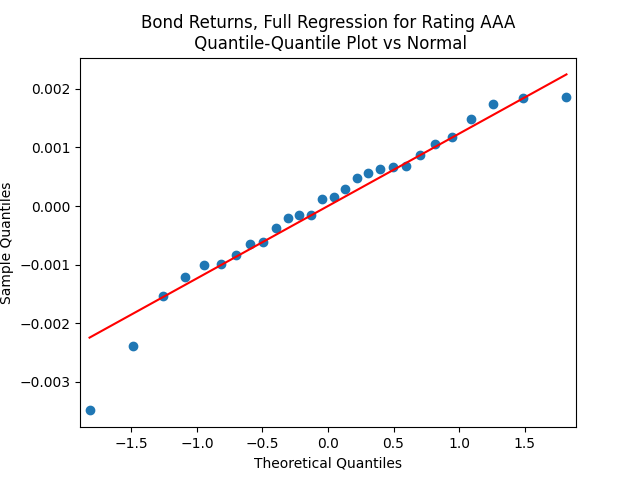 Bond Returns, Full Regression for Rating AAA
Quantile-Quantile Plot vs Normal
Sample Quantiles
0.002
0.001
0.000
−0.001
−0.002
−0.003
−1.5 −1.0 −0.5 0.0 0.5 1.0 1.5
Theoretical Quantiles